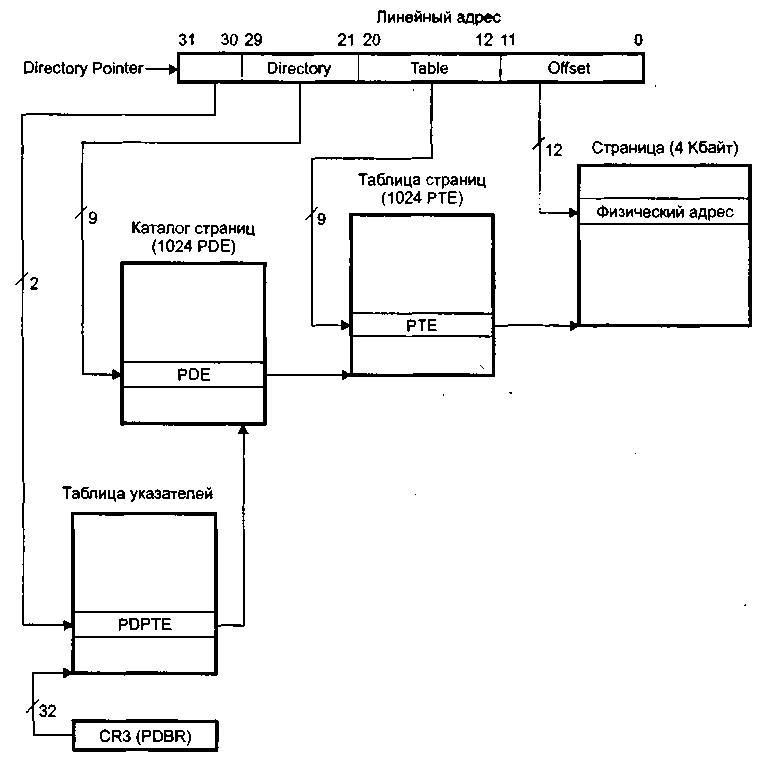 Линейный адрес
31 30 29 21 20 12 11 0
Directory Pointer
Directory
Table
Offset
12
Страница (4 Кбайт)
Физический адрес
Таблица страниц
(1024 PTE)
9
PTE
9
Каталог страниц
(1024 PDE)
PDE
2
Таблица указателей
PDPTE
32
CR3 (PDBR)